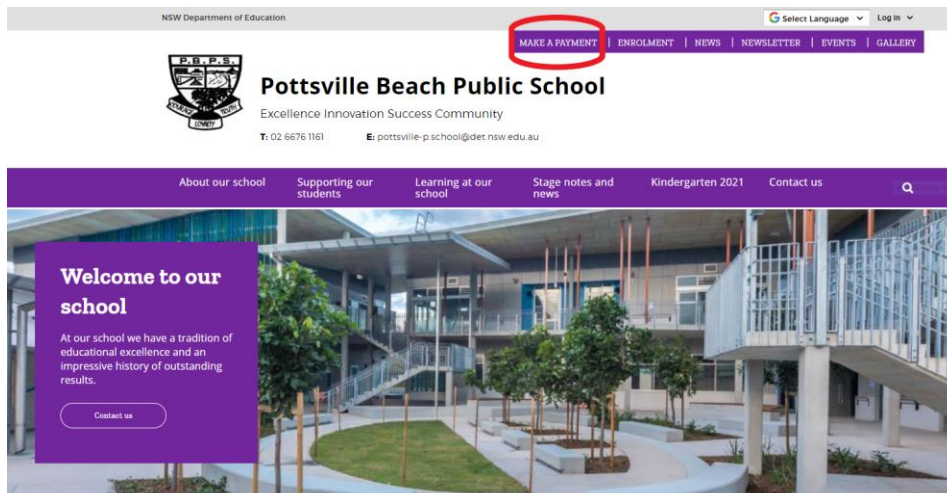 NSW Department of Education
Select Language
Log in
MAKE A PAYMENT | ENROLMENT | NEWS | NEWSLETTER | EVENTS | GALLERY
P.B.P.S.
COURAGE TRUTH
LOYALTY
Pottsville Beach Public School
Excellence Innovation Success Community
T: 02 6676 1161 E: pottsville-p.school@det.nsw.edu.au
About our school
Supporting our
students
Learning at our
school
Stage notes and
news
Kindergarten 2021
Contact us
Welcome to our
school
At our school we have a tradition of
educational excellence and an
impressive history of outstanding
results.
Contact us